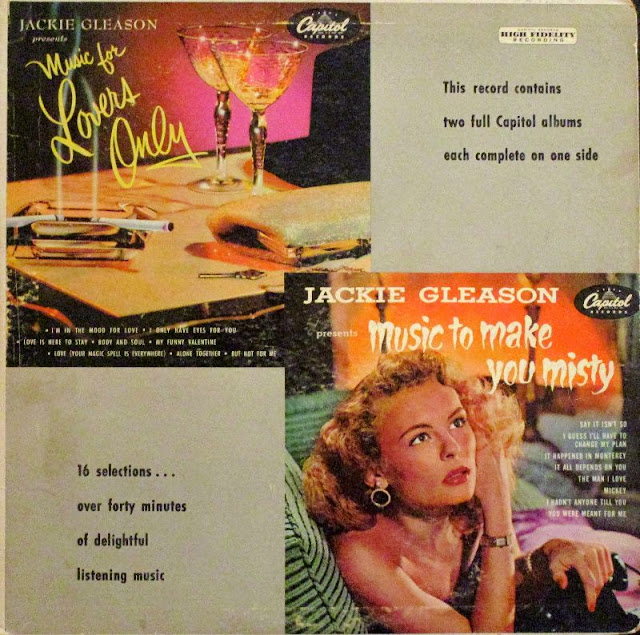 JACKIE GLEASON
presents
Music for
Lovers
Only
Capitol
RECORDS
HIGH FIDELITY
RECORDING
This record contains
two full Capitol albums
each complete on one side
• I'M IN THE MOOD FOR LOVE • I ONLY HAVE EYES FOR YOU
• LOVE IS HERE TO STAY • BODY AND SOUL • MY FUNNY VALENTINE
• LOVE (YOUR MAGIC SPELL IS EVERYWHERE) • ALONE TOGETHER • BUT NOT FOR ME
JACKIE GLEASON
presents
music to make
you misty
Capitol
RECORDS
SAY IT ISN'T SO
I GUESS I'LL HAVE TO
CHANGE MY PLAN
IT HAPPENED IN MONTEREY
IT ALL DEPENDS ON YOU
THE MAN I LOVE
MICKEY
I HADN'T ANYONE TILL YOU
YOU WERE MEANT FOR ME
16 selections...
over forty minutes
of delightful
listening music